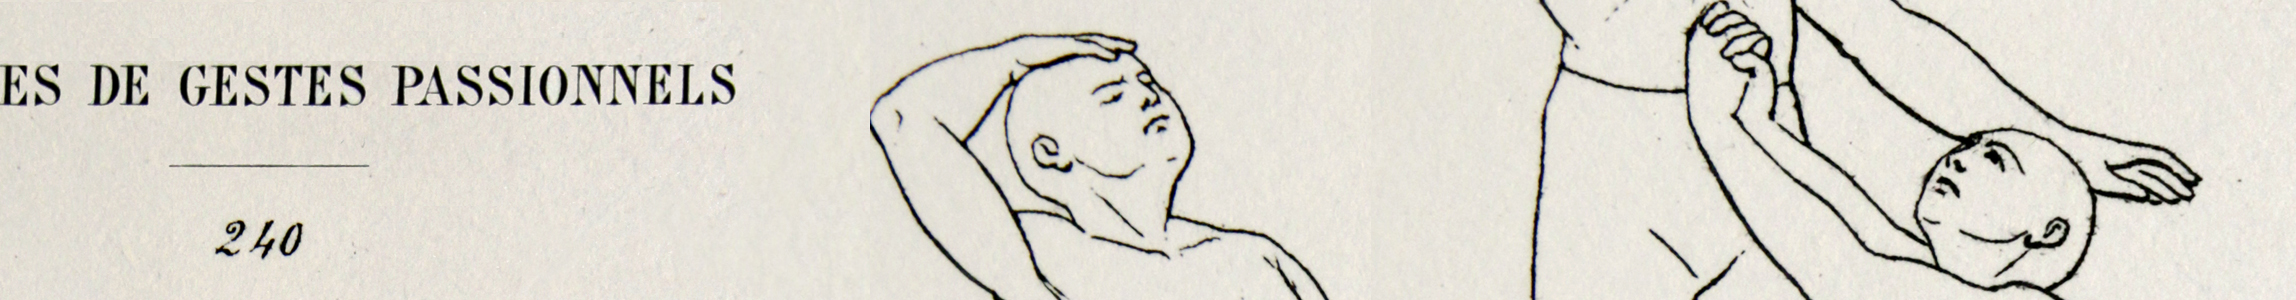 ES DE GESTES PASSIONNELS
240